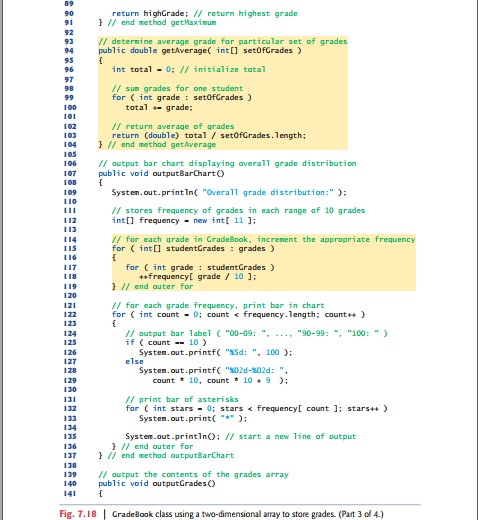 89
90 return highGrade; // return highest grade
91 } // end method getMaximum
92
93 // determine average grade for particular set of grades
94 public double getAverage( int[] setOfGrades )
95 {
96 int total = 0; // initialize total
97
98 // sum grades for one student
99 for ( int grade : setOfGrades )
100 total += grade;
101
102 // return average of grades
103 return (double) total / setOfGrades.length;
104 } // end method getAverage
105
106 // output bar chart displaying overall grade distribution
107 public void outputBarChart()
108 {
109 System.out.println( "Overall grade distribution:" );
110
111 // stores frequency of grades in each range of 10 grades
112 int[] frequency = new int[ 11 ];
113
114 // for each grade in GradeBook, increment the appropriate frequency
115 for ( int[] studentGrades : grades )
116 {
117 for ( int grade : studentGrades )
118 ++frequency[ grade / 10 ];
119 } // end outer for
120
121 // for each grade frequency, print bar in chart
122 for ( int count = 0; count < frequency.length; count++ )
123 {
124 // output bar label ( "00-09: ", ..., "90-99: ", "100: " )
125 if ( count == 10 )
126 System.out.printf( "%5d: ", 100 );
127 else
128 System.out.printf( "%02d-%02d: ",
129 count * 10, count * 10 + 9 );
130
131 // print bar of asterisks
132 for ( int stars = 0; stars < frequency[ count ]; stars++ )
133 System.out.print( "*" );
134
135 System.out.println(); // start a new line of output
136 } // end outer for
137 } // end method outputBarChart
138
139 // output the contents of the grades array
140 public void outputGrades()
141 {
Fig. 7.18 | GradeBook class using a two-dimensional array to store grades. (Part 3 of 4.)